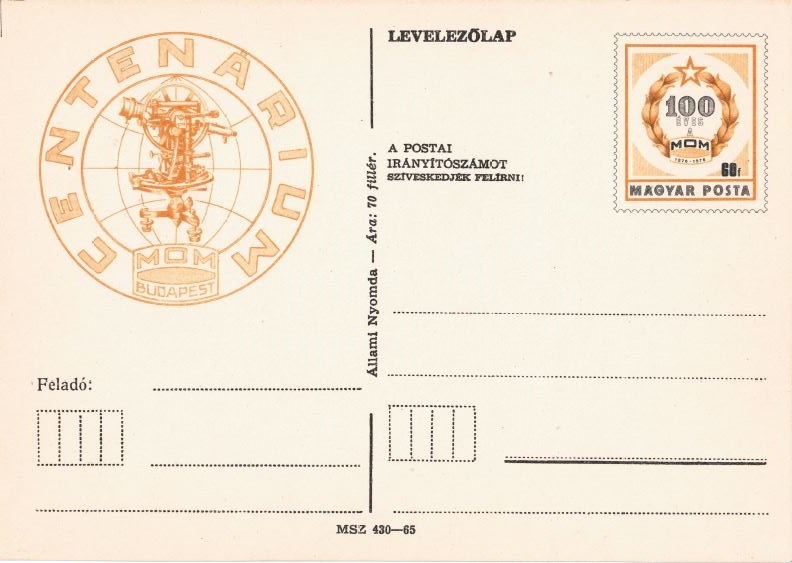 CENTENÁRIUM
MOM
BUDAPEST
LEVELEZŐLAP
A POSTAI
IRÁNYÍTÓSZÁMOT
SZÍVESKEDJÉK FELÍRNI!
100
ÉVES
A
MOM
1876-1976
60f
MAGYAR POSTA
Állami Nyomda — Ára: 70 fillér.
Feladó:
MSZ 430—65